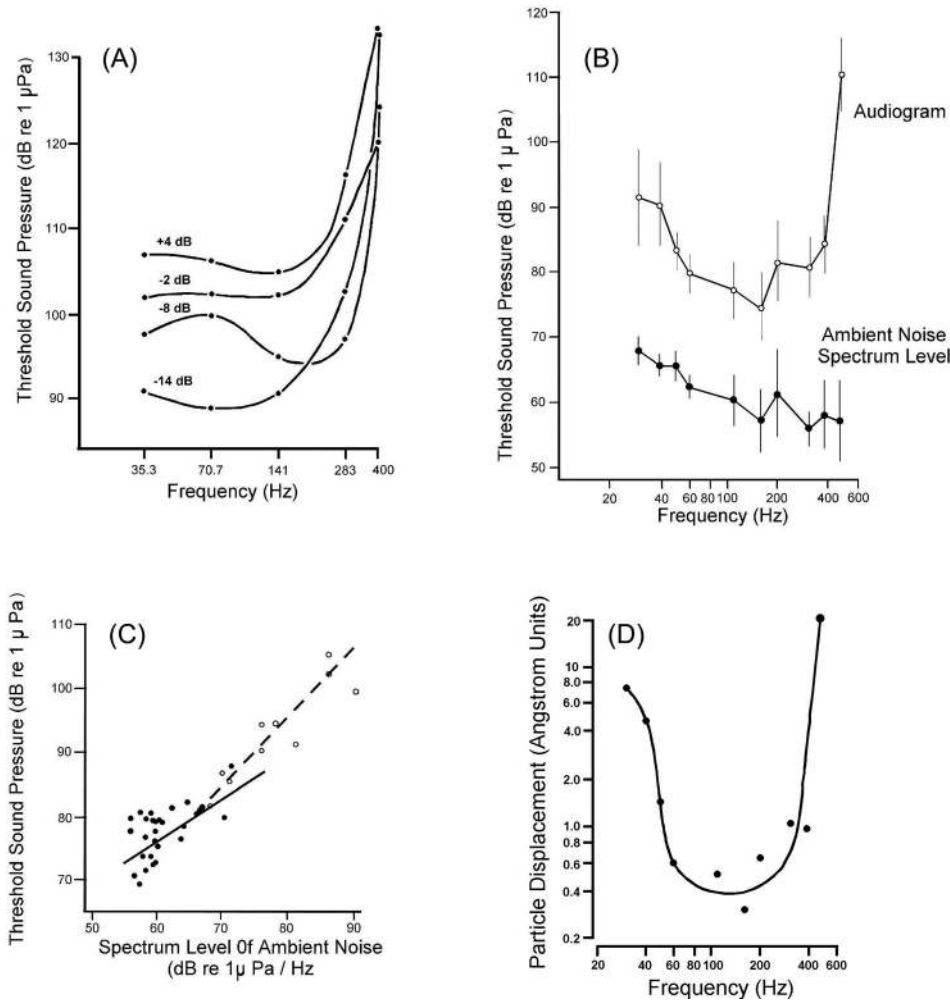 (A)
Threshold Sound Pressure (dB re 1 µPa)
130
120
110
100
90
+4 dB
-2 dB
-8 dB
-14 dB
35.3 70.7 141 283 400
Frequency (Hz)
(B)
Threshold Sound Pressure (dB re 1 µ Pa)
120
110
100
90
80
70
60
50
Audiogram
Ambient Noise
Spectrum Level
20 40 60 80 100 200 400 600
Frequency (Hz)
(C)
Threshold Sound Pressure (dB re 1 µ Pa)
110
100
90
80
70
50 60 70 80 90
Spectrum Level 0f Ambient Noise
(dB re 1µ Pa / Hz
(D)
Particle Displacement (Angstrom Units)
20
10
8.0
6.0
4.0
2.0
1.0
0.8
0.6
0.4
0.2
20 40 60 80 100 200 400 600
Frequency (Hz)